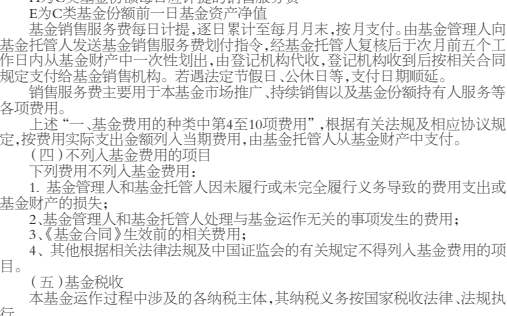 H为C类基金份额每日应计提的销售服务费
E为C类基金份额前一日基金资产净值
基金销售服务费每日计提,逐日累计至每月月末,按月支付。由基金管理人向
基金托管人发送基金销售服务费划付指令,经基金托管人复核后于次月前五个工
作日内从基金财产中一次性划出,由登记机构代收,登记机构收到后按相关合同
规定支付给基金销售机构。若遇法定节假日、公休日等,支付日期顺延。
销售服务费主要用于本基金市场推广、持续销售以及基金份额持有人服务等
各项费用。
上述“一、基金费用的种类中第4至10项费用”,根据有关法规及相应协议规
定,按费用实际支出金额列入当期费用,由基金托管人从基金财产中支付。
(四)不列入基金费用的项目
下列费用不列入基金费用:
1. 基金管理人和基金托管人因未履行或未完全履行义务导致的费用支出或
基金财产的损失;
2、基金管理人和基金托管人处理与基金运作无关的事项发生的费用;
3、《基金合同》生效前的相关费用;
4、其他根据相关法律法规及中国证监会的有关规定不得列入基金费用的项
目。
(五)基金税收
本基金运作过程中涉及的各纳税主体,其纳税义务按国家税收法律、法规执
行。